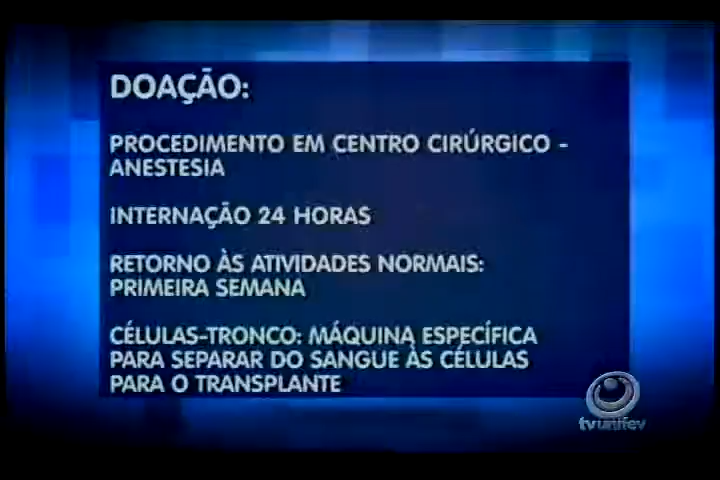 DOAÇÃO:
PROCEDIMENTO EM CENTRO CIRÚRGICO -
ANESTESIA
INTERNAÇÃO 24 HORAS
RETORNO ÀS ATIVIDADES NORMAIS:
PRIMEIRA SEMANA
CÉLULAS-TRONCO: MÁQUINA ESPECÍFICA
PARA SEPARAR DO SANGUE ÀS CÉLULAS
PARA O TRANSPLANTE
tvunifev